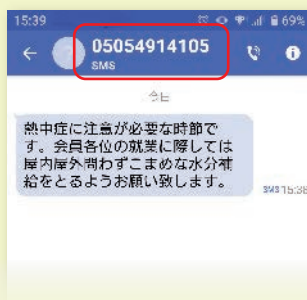 15:39 69%
05054914105
SMS
今日
熱中症に注意が必要な時節で
す。会員各位の就業に際しては
屋内屋外問わずこまめな水分補
給をとるようお願い致します。
SMS 15:38